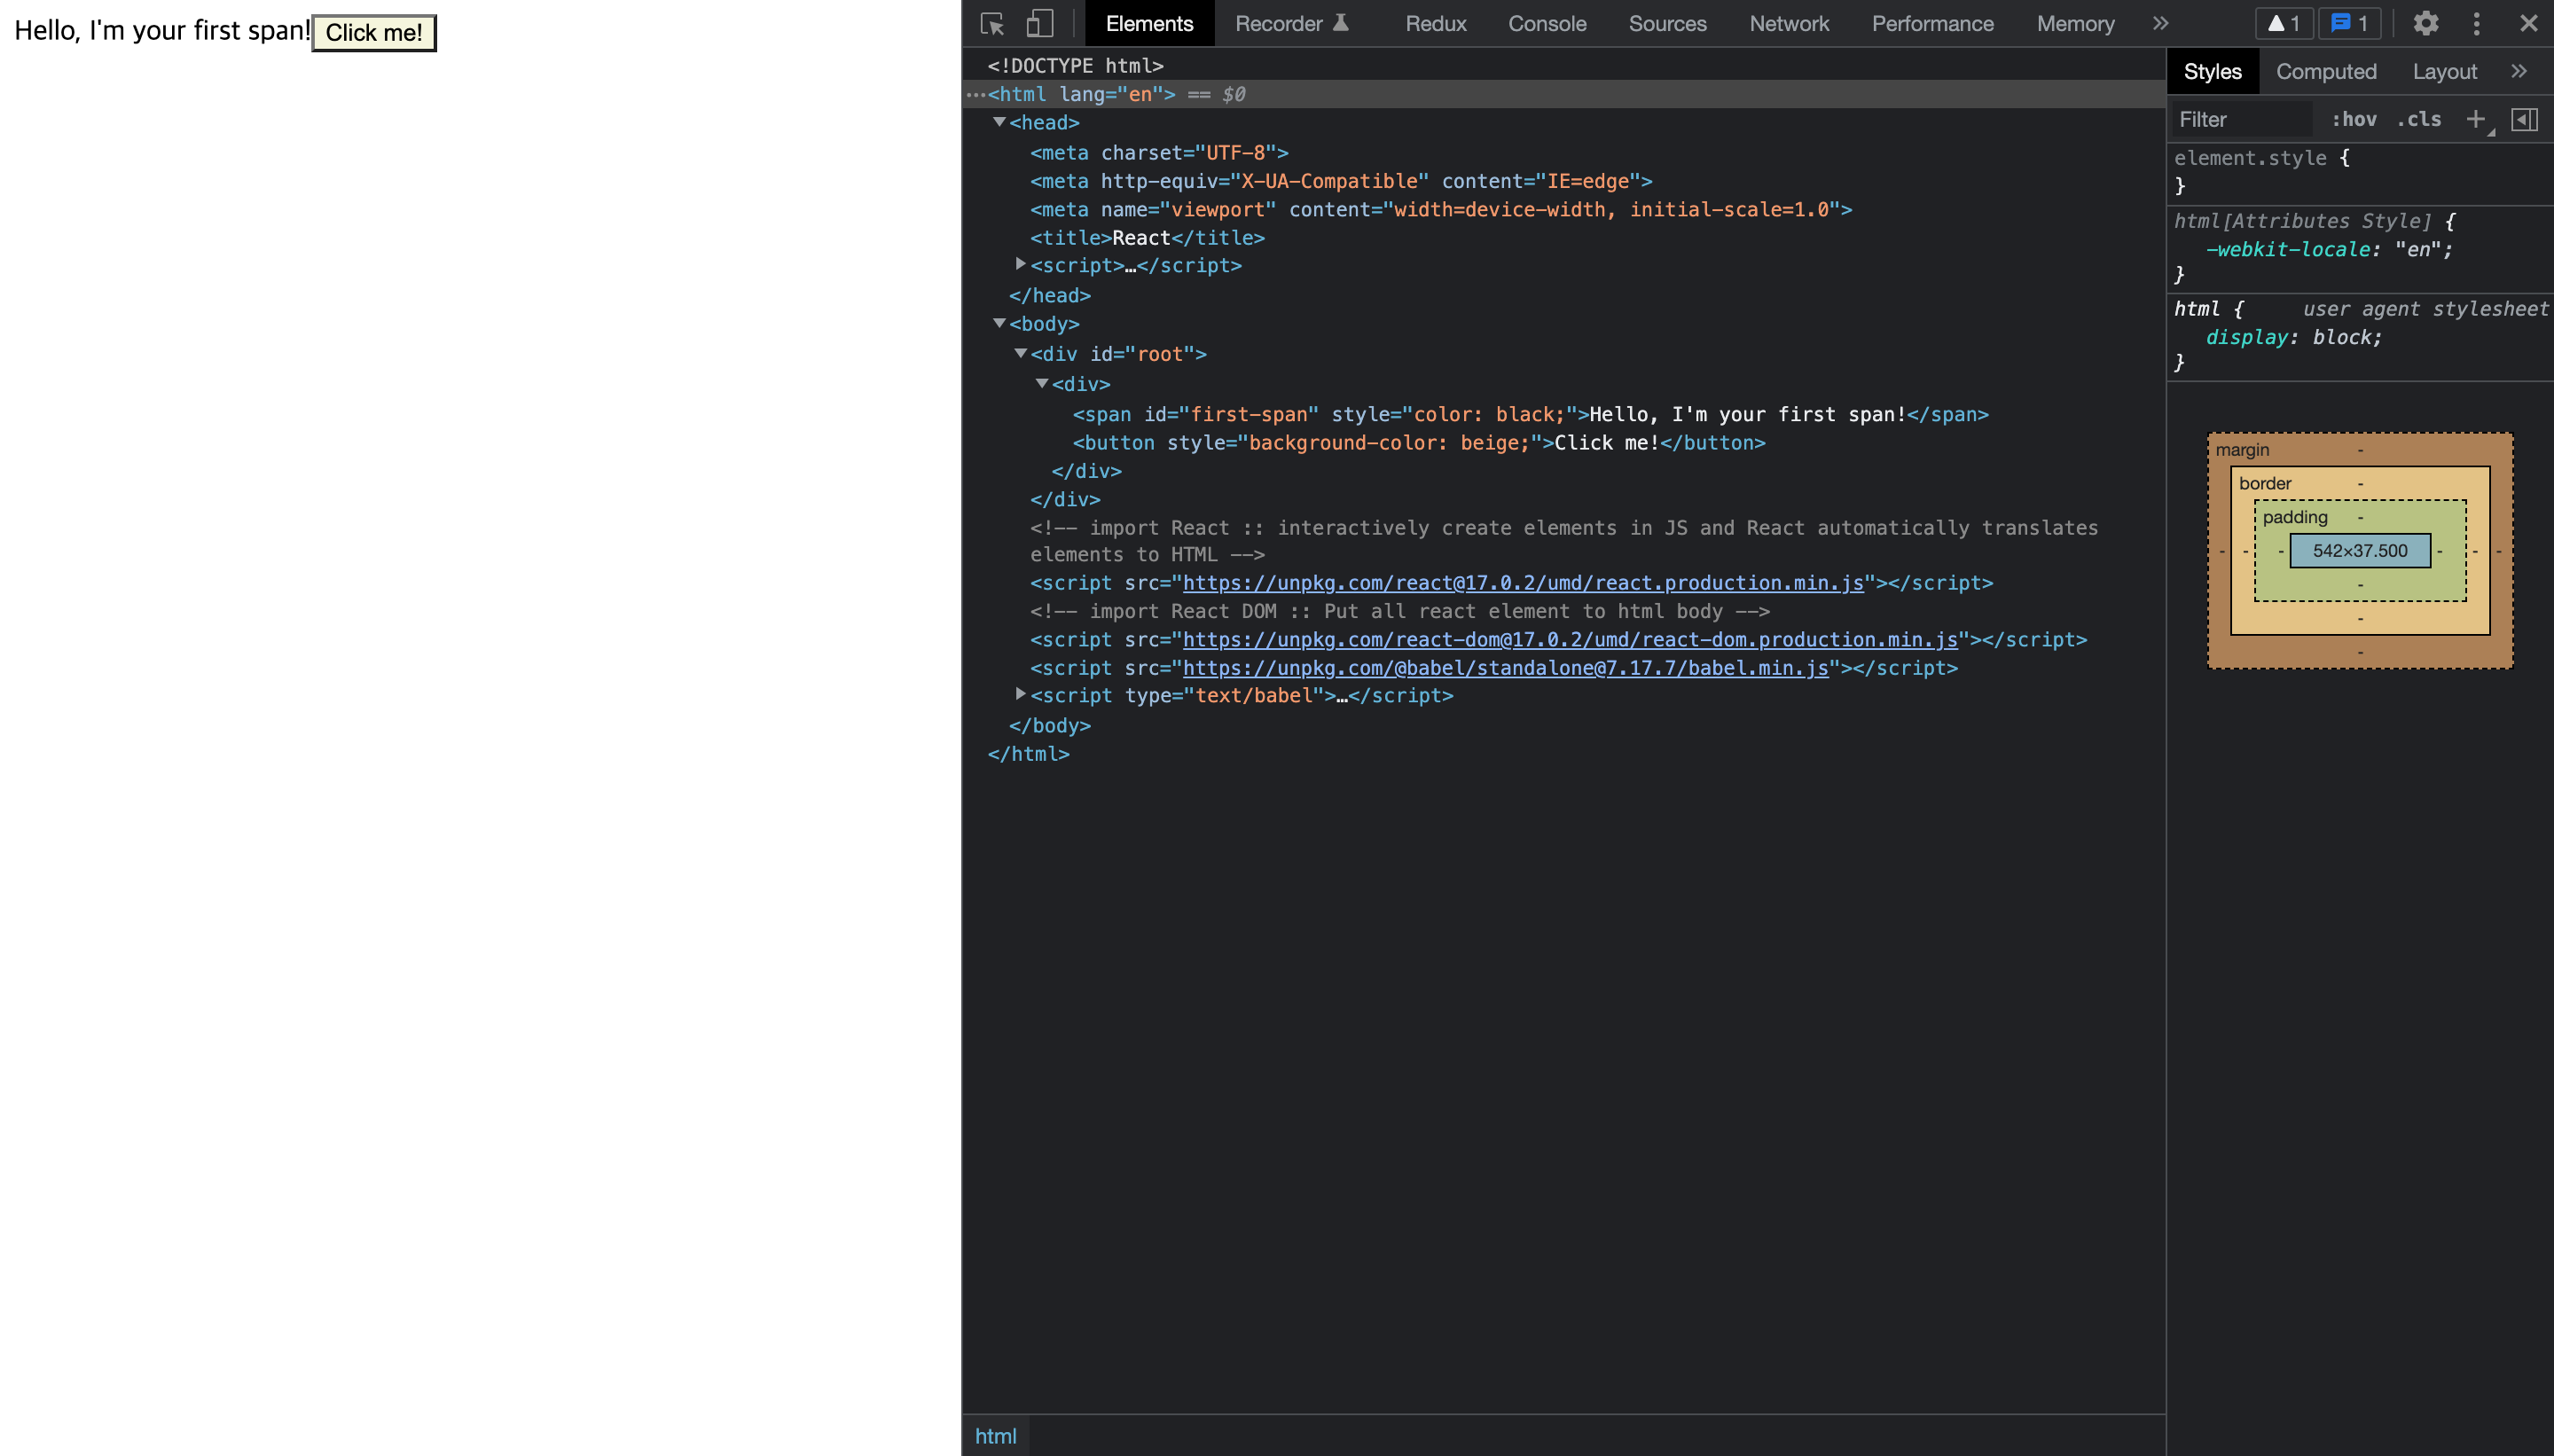 Hello, I'm your first span! Click me!
Elements Recorder Redux Console Sources Network Performance Memory » 1 1
<!DOCTYPE html>
…<html lang="en"> == $0
<head>
<meta charset="UTF-8">
<meta http-equiv="X-UA-Compatible" content="IE=edge">
<meta name="viewport" content="width=device-width, initial-scale=1.0">
<title>React</title>
<script>…</script>
</head>
<body>
<div id="root">
<div>
<span id="first-span" style="color: black;">Hello, I'm your first span!</span>
<button style="background-color: beige;">Click me!</button>
</div>
</div>
<!-- import React :: interactively create elements in JS and React automatically translates
elements to HTML -->
<script src="https://unpkg.com/react@17.0.2/umd/react.production.min.js"></script>
<!-- import React DOM :: Put all react element to html body -->
<script src="https://unpkg.com/react-dom@17.0.2/umd/react-dom.production.min.js"></script>
<script src="https://unpkg.com/@babel/standalone@7.17.7/babel.min.js"></script>
<script type="text/babel">…</script>
</body>
</html>
html
Styles Computed Layout »
Filter :hov .cls +
element.style {
}
html[Attributes Style] {
-webkit-locale: "en";
}
html { user agent stylesheet
display: block;
}
margin -
border -
padding -
- - - 542×37.500 - - -
-
-
-